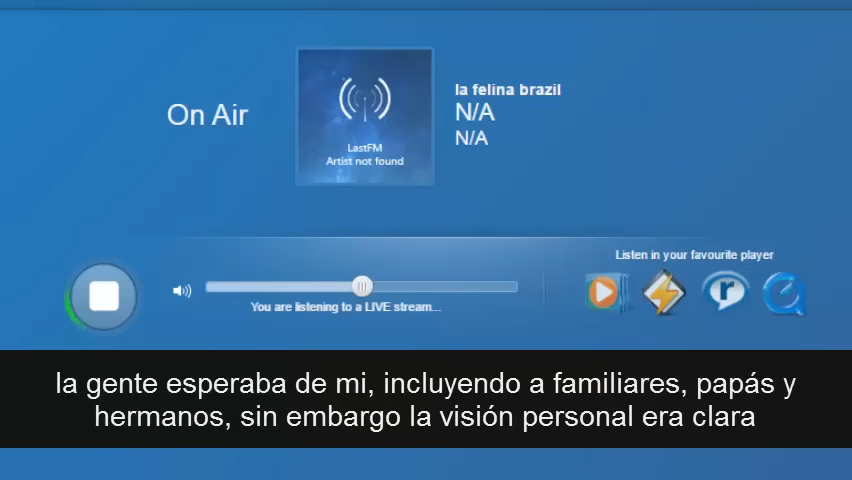 On Air
LastFM
Artist not found
la felina brazil
N/A
N/A
Listen in your favourite player
You are listening to a LIVE stream...
la gente esperaba de mi, incluyendo a familiares, papás y
hermanos, sin embargo la visión personal era clara